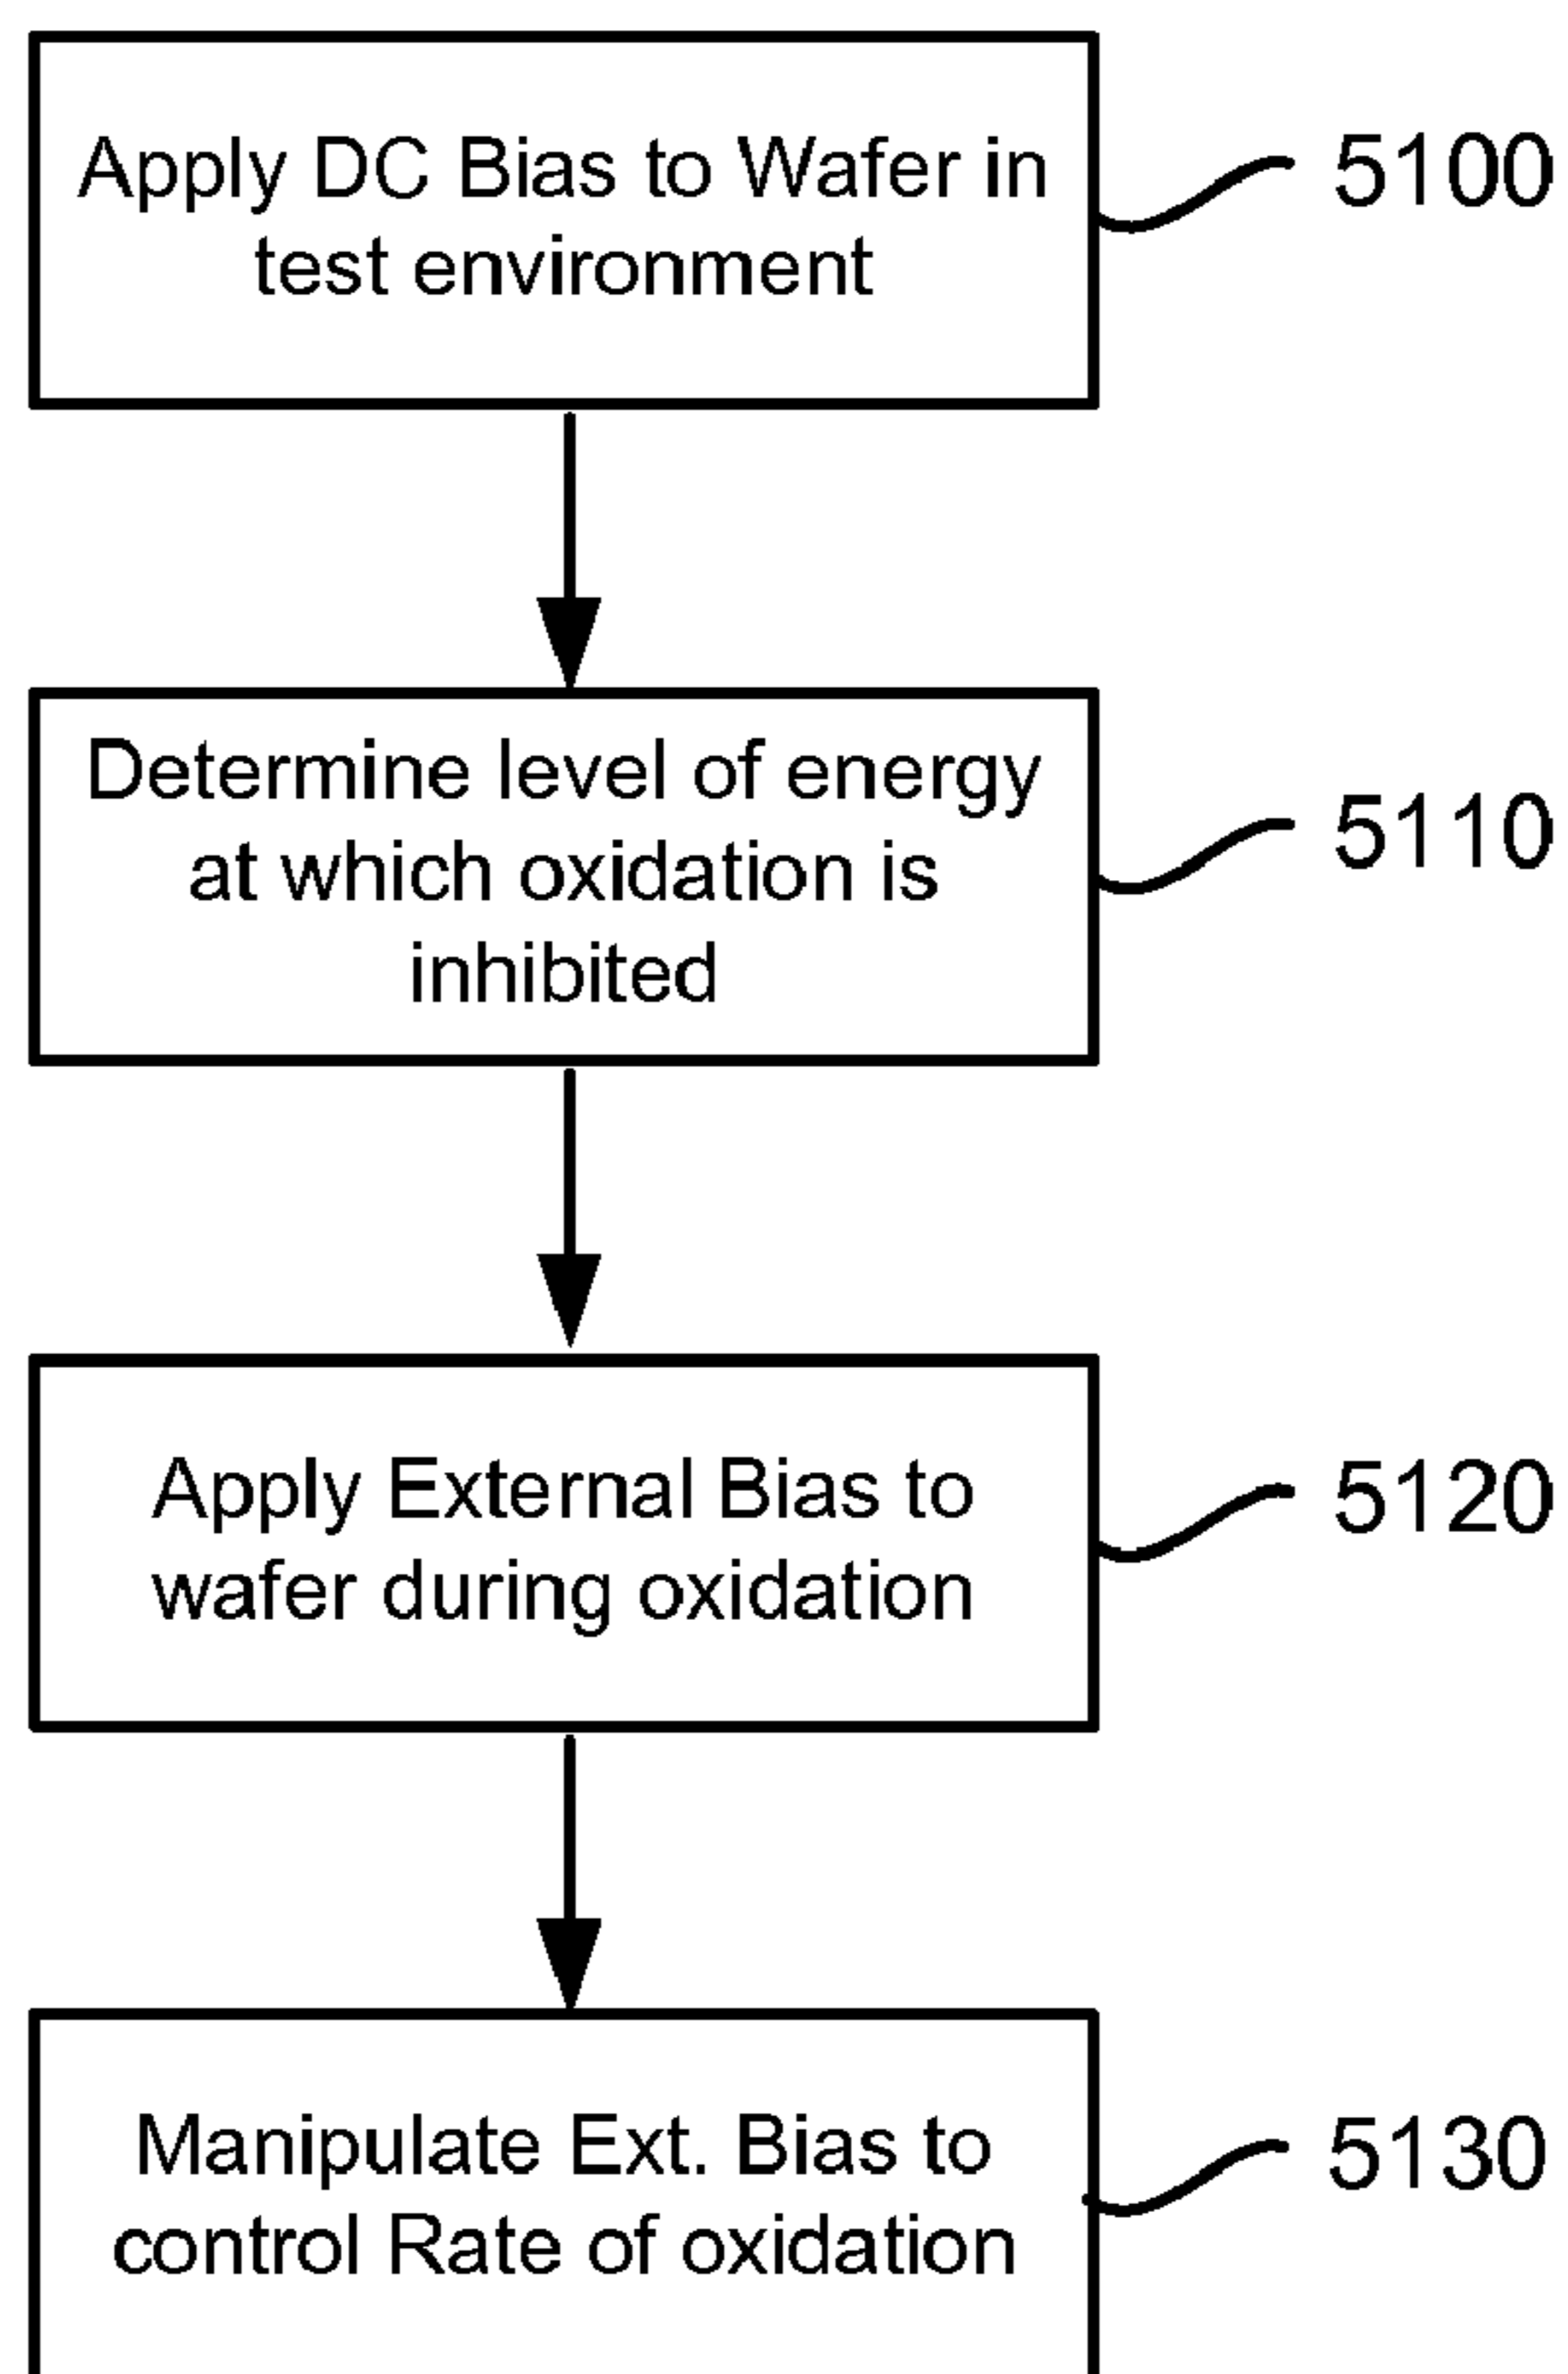 Apply DC Bias to Wafer in
test environment
5100
Determine level of energy
at which oxidation is
inhibited
5110
Apply External Bias to
wafer during oxidation
5120
Manipulate Ext. Bias to
control Rate of oxidation
5130